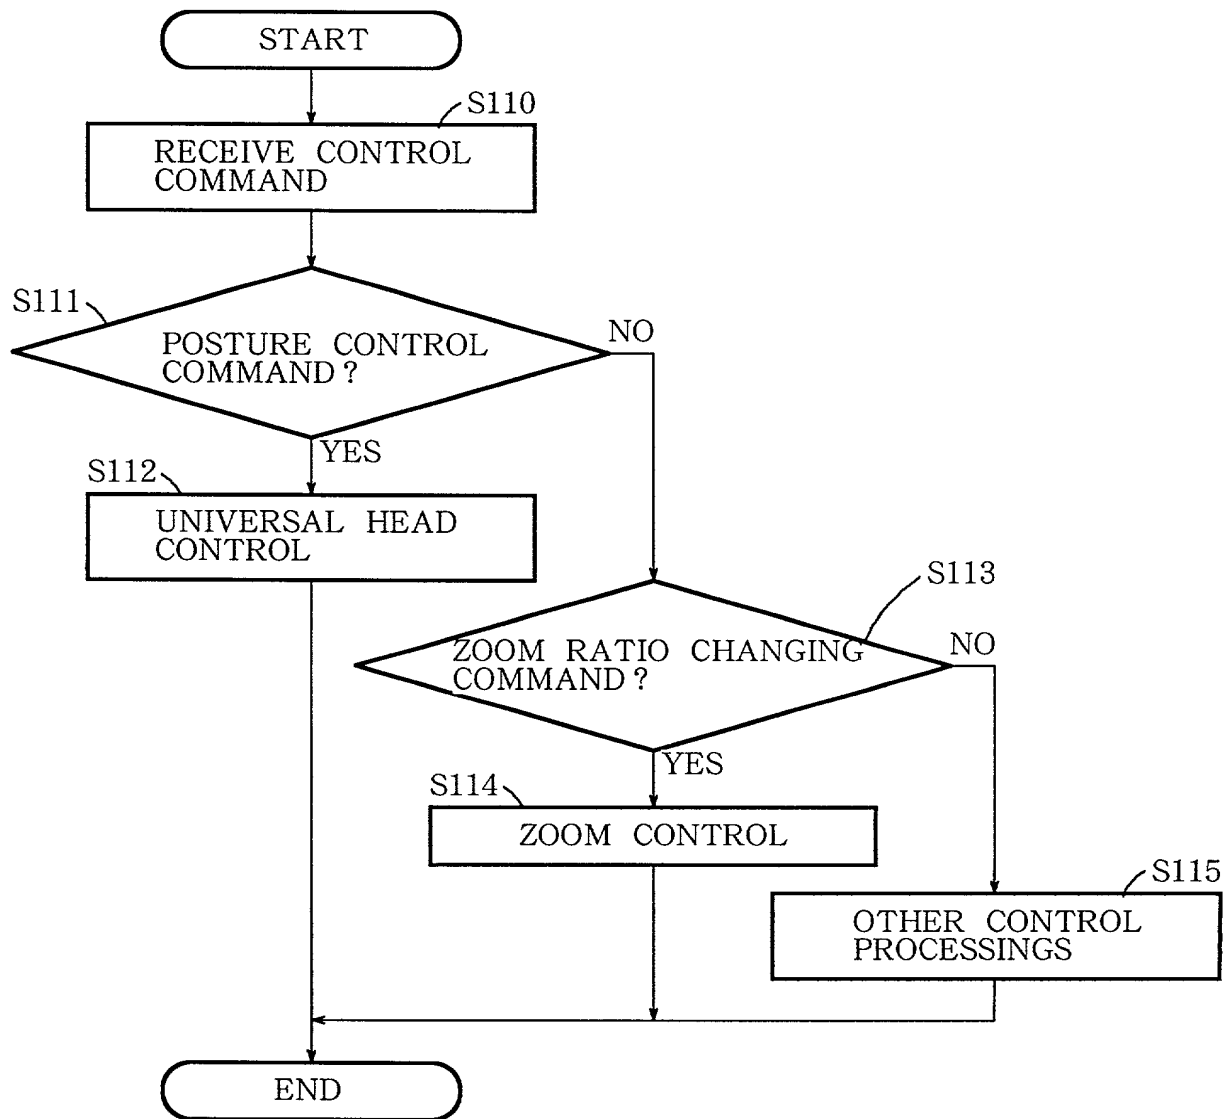 START
S110
RECEIVE CONTROL
COMMAND
S111
POSTURE CONTROL
COMMAND?
NO
YES
S112
UNIVERSAL HEAD
CONTROL
S113
ZOOM RATIO CHANGING
COMMAND?
NO
YES
S114
ZOOM CONTROL
S115
OTHER CONTROL
PROCESSINGS
END